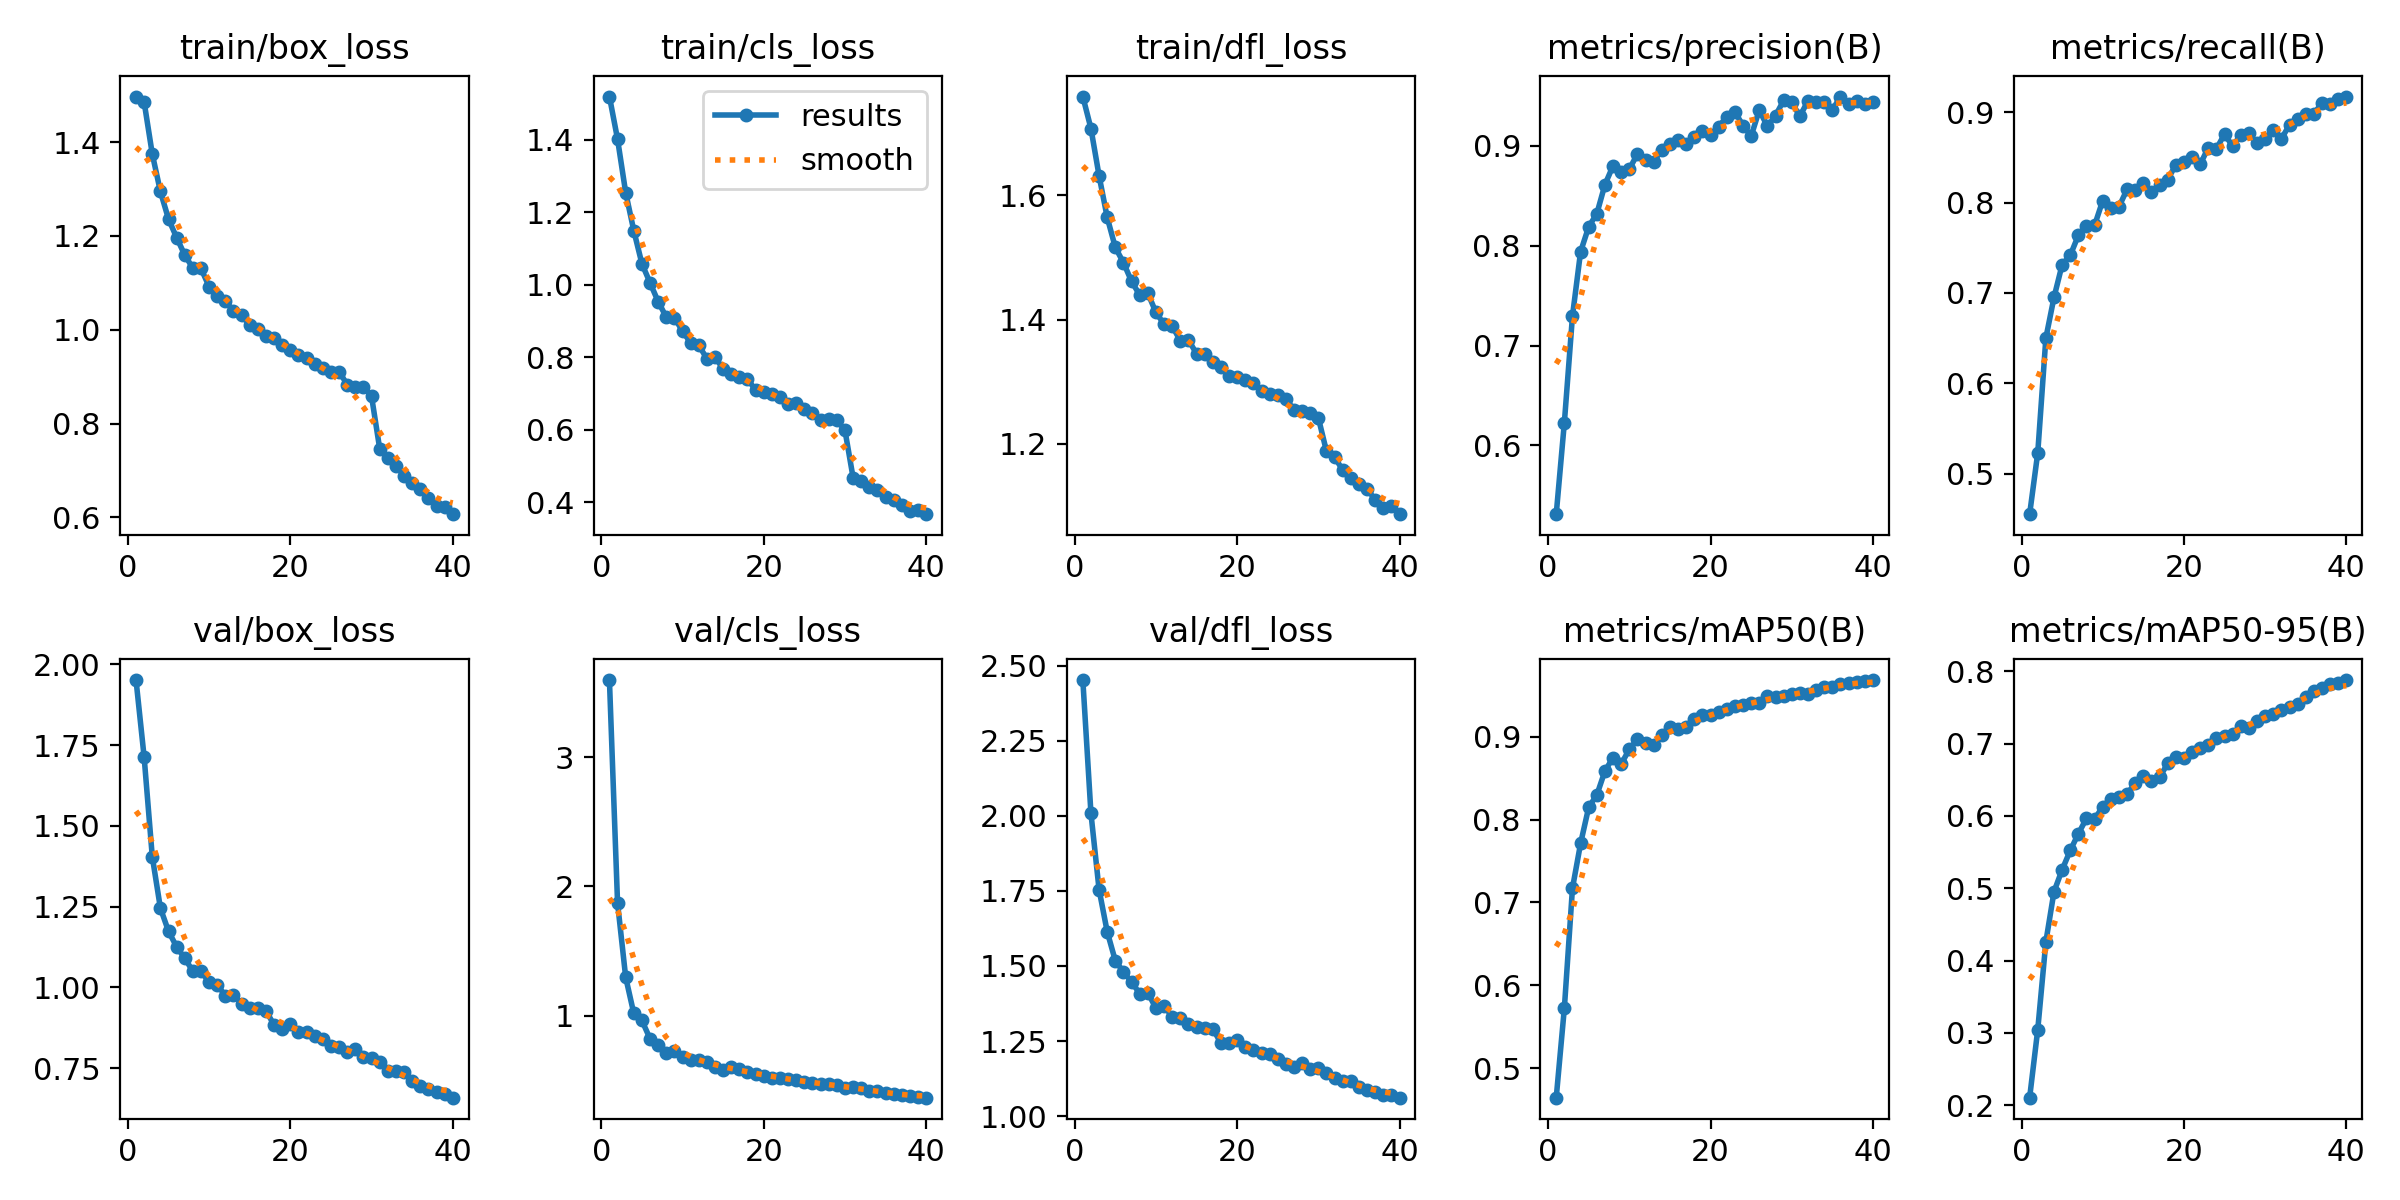 train/box_loss
train/cls_loss
train/dfl_loss
metrics/precision(B)
metrics/recall(B)
results
smooth
1.4
1.2
1.0
0.8
0.6
0 20 40
1.4
1.2
1.0
0.8
0.6
0.4
0 20 40
1.6
1.4
1.2
0 20 40
0.9
0.8
0.7
0.6
0 20 40
0.9
0.8
0.7
0.6
0.5
0 20 40
val/box_loss
val/cls_loss
val/dfl_loss
metrics/mAP50(B)
metrics/mAP50-95(B)
2.00
1.75
1.50
1.25
1.00
0.75
0 20 40
3
2
1
0 20 40
2.50
2.25
2.00
1.75
1.50
1.25
1.00
0 20 40
0.9
0.8
0.7
0.6
0.5
0 20 40
0.8
0.7
0.6
0.5
0.4
0.3
0.2
0 20 40